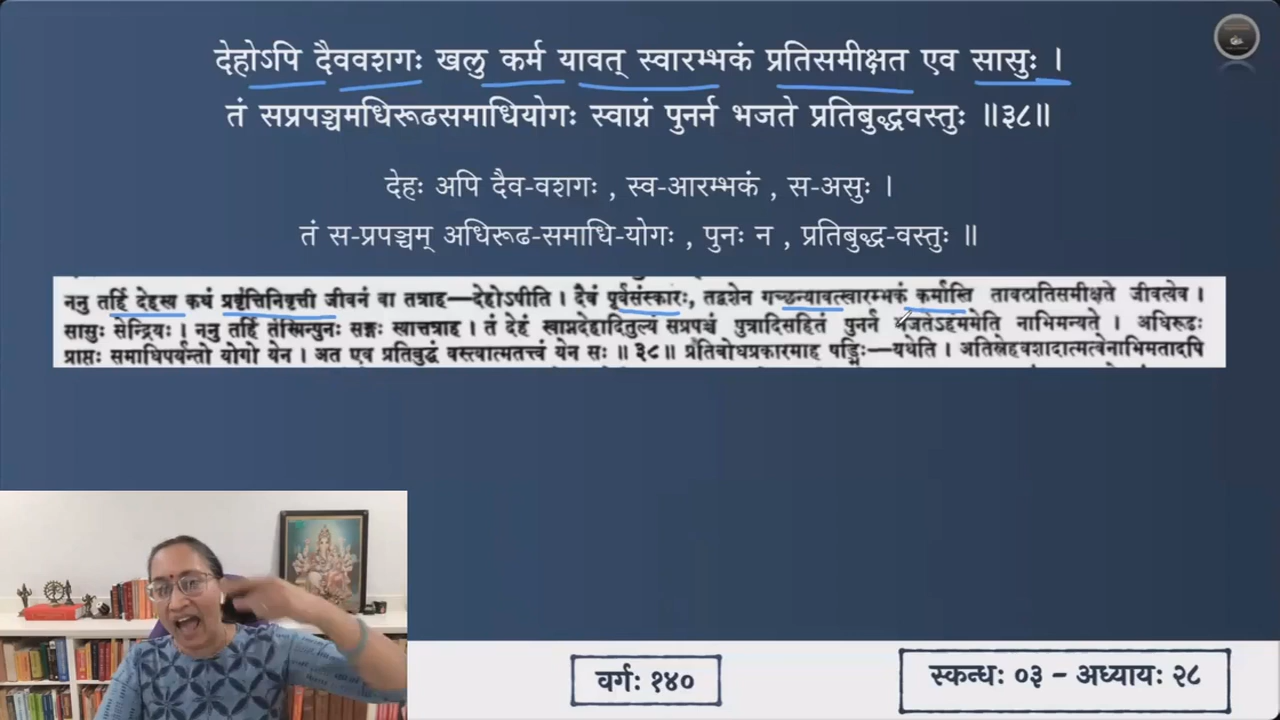 देहोऽपि दैववशगः खलु कर्म यावत् स्वारम्भकं प्रतिसमीक्षत एव सासुः ।
तं सप्रपञ्चमधिरूढसमाधियोगः स्वाप्नं पुनर्न भजते प्रतिबुद्धवस्तुः ॥३८॥
देहः अपि दैव-वशगः , स्व-आरम्भकं , स-असुः ।
तं स-प्रपञ्चम् अधिरूढ-समाधि-योगः , पुनः न , प्रतिबुद्ध-वस्तुः ॥
ननु तर्हि देहस्य कथं प्रवृत्तिनिवृत्ती जीवनं वा तत्राह—देहोऽपीति । दैवं पूर्वसंस्कारः, तद्वशेन गच्छन्यावत्स्वारम्भकं कर्मास्ति तावत्प्रतिसमीक्षते जीवत्येव ।
सासुः सेन्द्रियः । ननु तर्हि तस्मिन्पुनः सङ्गः स्यात्तत्राह । तं देहं स्वाप्नदेहादितुल्यं सप्रपञ्चं पुत्रादिसहितं पुनर्न भजतेऽहंममेति नाभिमन्यते । अधिरूढः
प्राप्तः समाधिपर्यन्तो योगो येन । अत एव प्रतिबुद्धं वस्त्वात्मतत्त्वं येन सः ॥ ३८ ॥ प्रतिबोधप्रकारमाह षड्भिः—यथेति । अतिस्नेहवशादात्मत्वेनाभिमतादपि
वर्गः १४०
स्कन्धः ०३ – अध्यायः २८